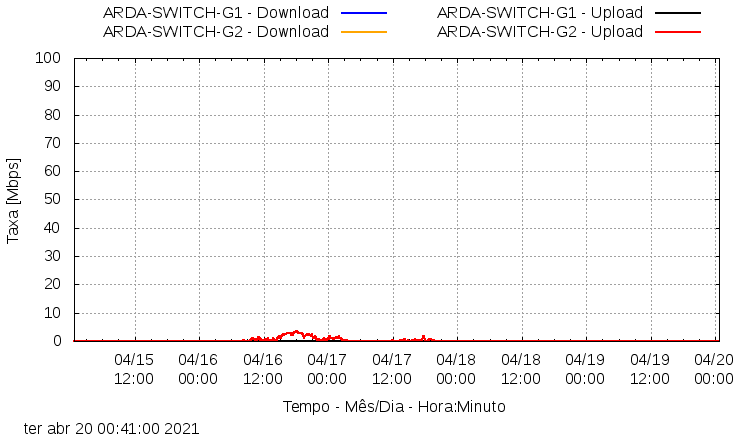 ARDA-SWITCH-G1 - Download ARDA-SWITCH-G1 - Upload
ARDA-SWITCH-G2 - Download ARDA-SWITCH-G2 - Upload
100
90
80
70
60
50
40
30
20
10
0
Taxa [Mbps]
04/15 04/16 04/16 04/17 04/17 04/18 04/18 04/19 04/19 04/20
12:00 00:00 12:00 00:00 12:00 00:00 12:00 00:00 12:00 00:00
Tempo - Mês/Dia - Hora:Minuto
ter abr 20 00:41:00 2021